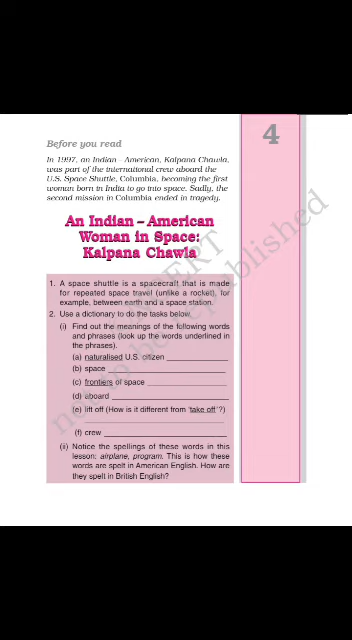 4
Before you read
In 1997, an Indian – American, Kalpana Chawla,
was part of the international crew aboard the
U.S. Space Shuttle, Columbia, becoming the first
woman born in India to go into space. Sadly, the
second mission in Columbia ended in tragedy.
An Indian – American
Woman in Space:
Kalpana Chawla
1. A space shuttle is a spacecraft that is made
for repeated space travel (unlike a rocket), for
example, between earth and a space station.
2. Use a dictionary to do the tasks below.
(i) Find out the meanings of the following words
and phrases (look up the words underlined in
the phrases).
(a) naturalised U.S. citizen
(b) space
(c) frontiers of space
(d) aboard
(e) lift off (How is it different from ‘take off’?)
(f) crew
(ii) Notice the spellings of these words in this
lesson: airplane, program. This is how these
words are spelt in American English. How are
they spelt in British English?
NCERT
not to be republished